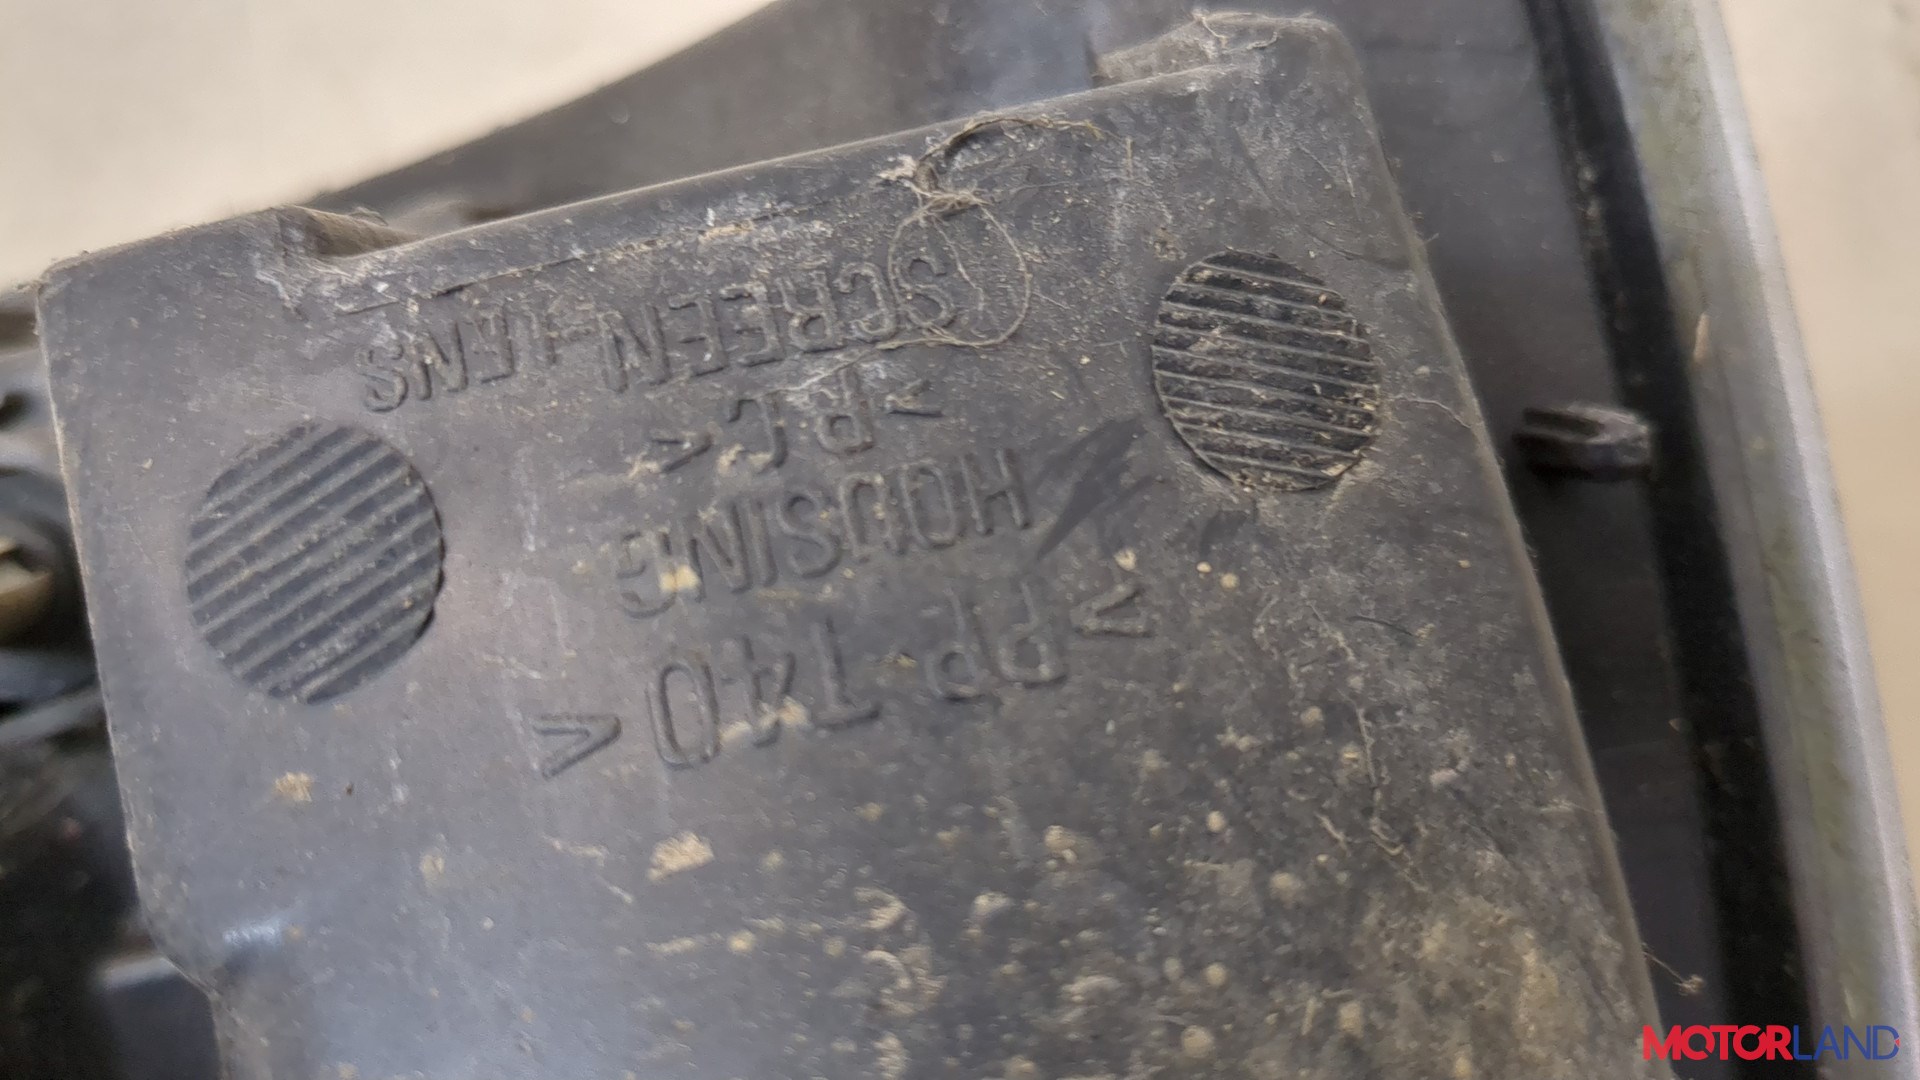 >PP-T40<
HOUSING
>PC<
SCREEN-LENS
MOTORLAND